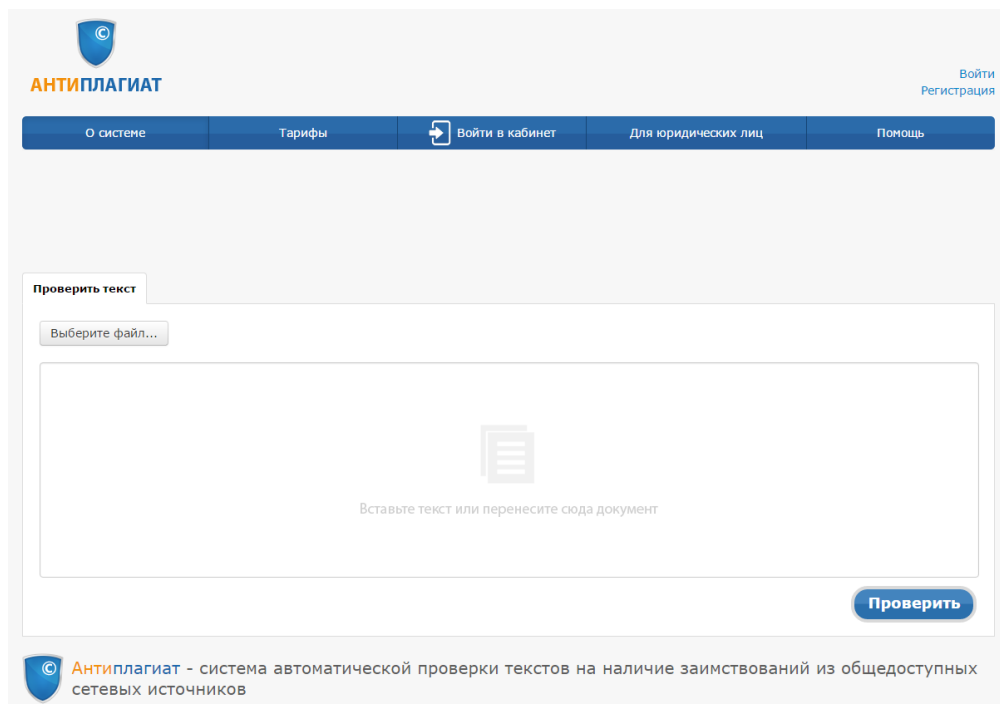 ©
АНТИПЛАГИАТ
Войти
Регистрация
О системе
Тарифы
Войти в кабинет
Для юридических лиц
Помощь
Проверить текст
Выберите файл...
Вставьте текст или перенесите сюда документ
Проверить
©
Антиплагиат - система автоматической проверки текстов на наличие заимствований из общедоступных
сетевых источников